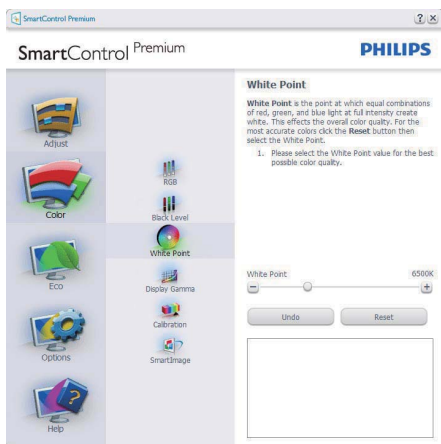 SmartControl Premium
? ×
SmartControl Premium
PHILIPS
Adjust
Color
Eco
Options
Help
RGB
Black Level
White Point
Display Gamma
Calibration
SmartImage
White Point
White Point is the point at which equal combinations
of red, green, and blue light at full intensity create
white. This effects the overall color quality. For the
most accurate colors click the Reset button then
select the White Point.
1. Please select the White Point value for the best
possible color quality.
White Point 6500K
Undo Reset